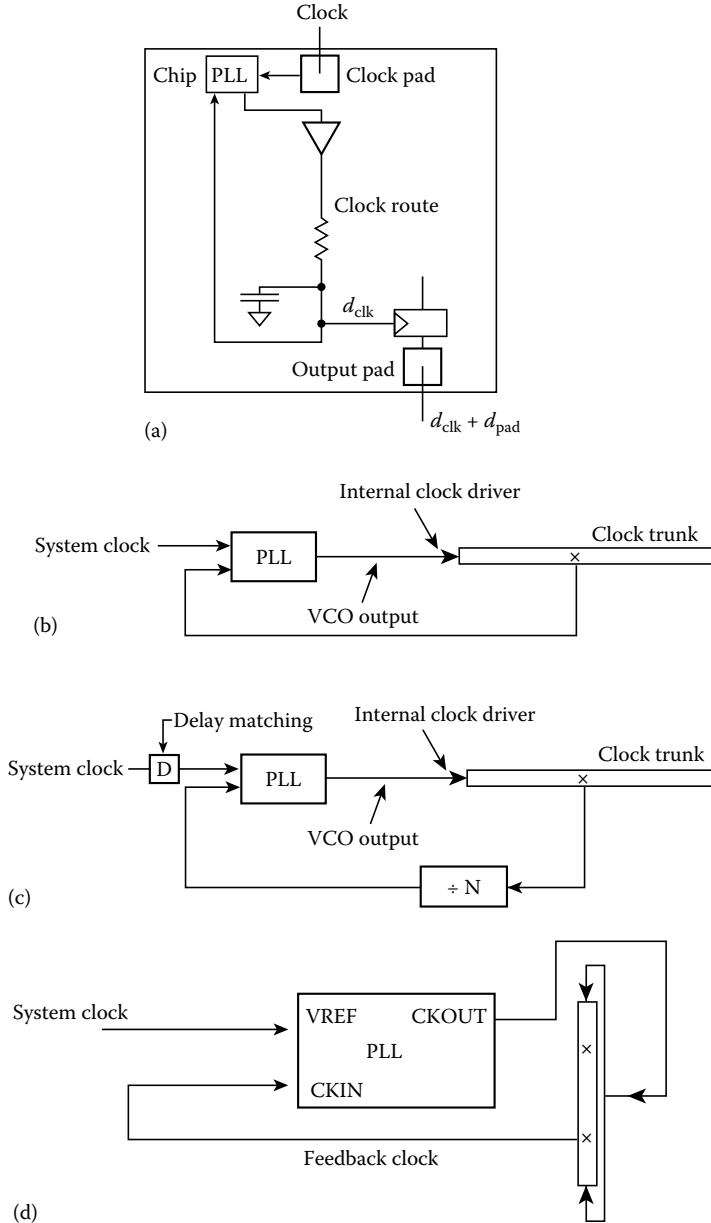 Clock
Chip
PLL
Clock pad
Clock route
d_clk
Output pad
d_clk + d_pad
(a)
Internal clock driver
System clock
PLL
Clock trunk
VCO output
(b)
Delay matching
Internal clock driver
System clock
D
PLL
Clock trunk
VCO output
÷ N
(c)
System clock
VREF
CKOUT
PLL
CKIN
Feedback clock
(d)